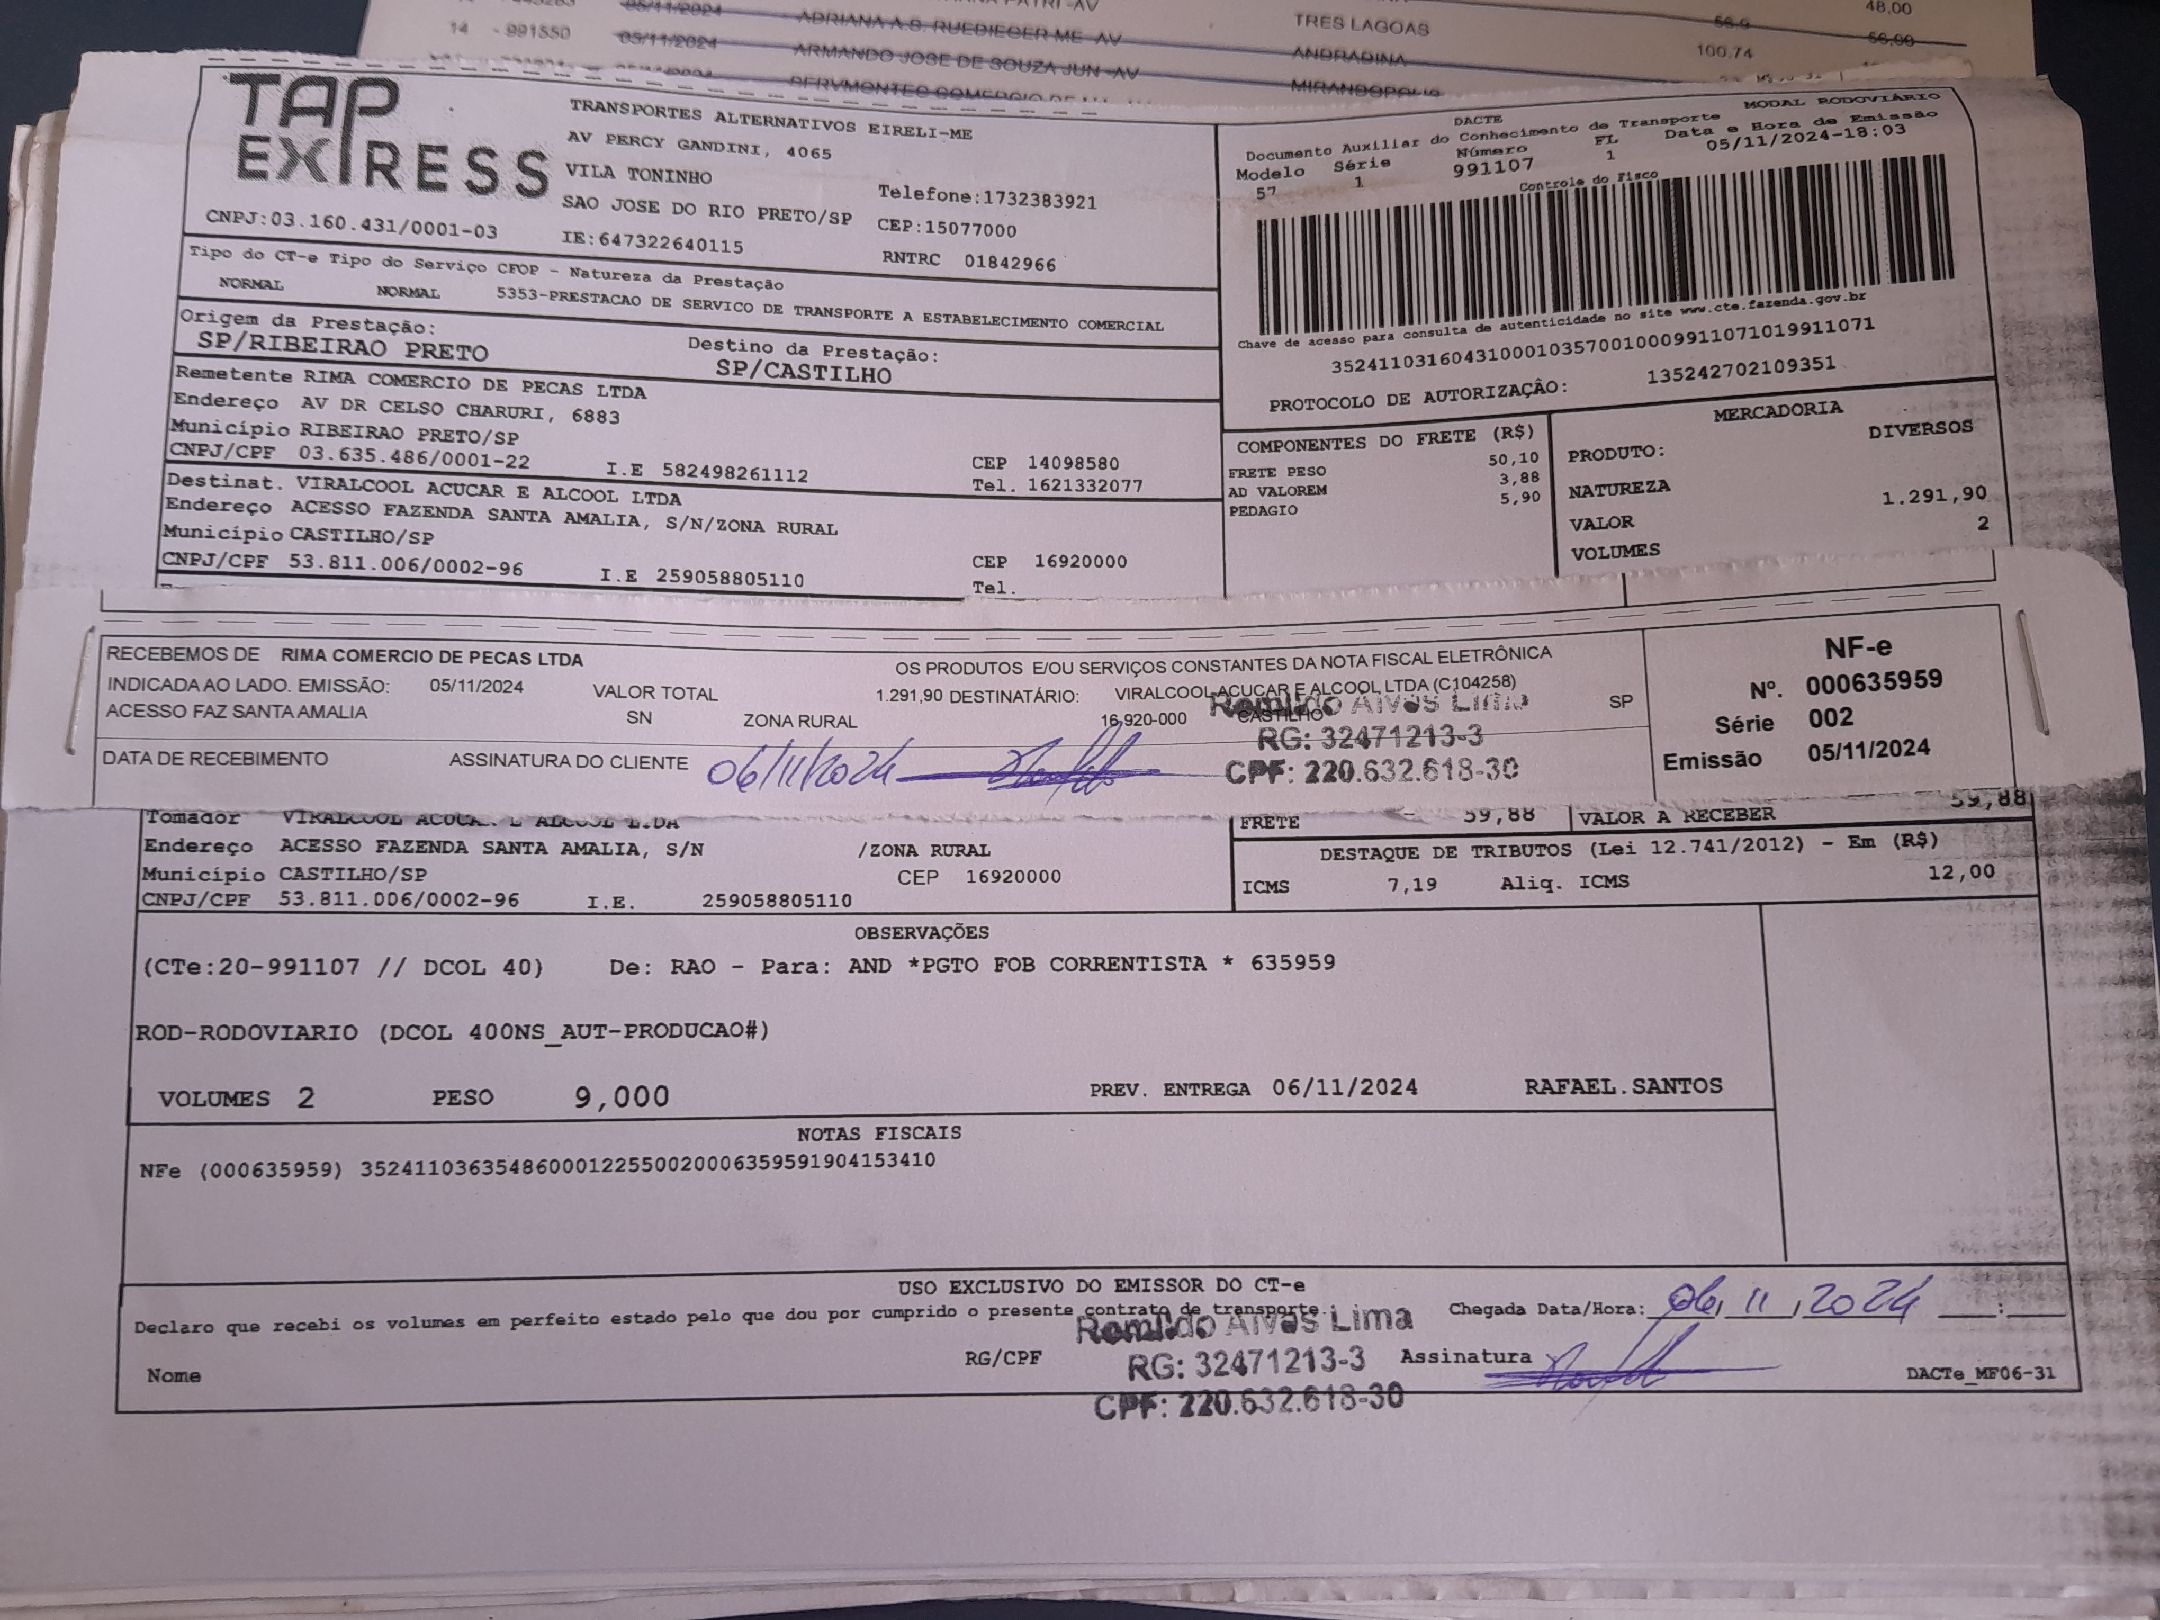 48,00
05/11/2024 ADRIANA A.S. RUEDIEGER ME-AV TRES LAGOAS 56.9 56,00
14 - 991550 05/11/2024 ARMANDO JOSE DE SOUZA JUN-AV ANDRADINA 100.74
MIRANDOPOLIS
TAP EXPRESS
TRANSPORTES ALTERNATIVOS EIRELI-ME
AV PERCY GANDINI, 4065
VILA TONINHO Telefone:1732383921
SAO JOSE DO RIO PRETO/SP CEP:15077000
CNPJ:03.160.431/0001-03 IE:647322640115 RNTRC 01842966
DACTE MODAL RODOVIÁRIO
Documento Auxiliar do Conhecimento de Transporte
Modelo Série Número FL Data e Hora de Emissão
57 1 991107 1 05/11/2024-18:03
Controle do Fisco
Chave de acesso para consulta de autenticidade no site www.cte.fazenda.gov.br
35241103160431000103570010009911071019911071
PROTOCOLO DE AUTORIZAÇÃO: 135242702109351
Tipo do CT-e Tipo do Serviço CFOP - Natureza da Prestação
NORMAL NORMAL 5353-PRESTACAO DE SERVICO DE TRANSPORTE A ESTABELECIMENTO COMERCIAL
Origem da Prestação: Destino da Prestação:
SP/RIBEIRAO PRETO SP/CASTILHO
Remetente RIMA COMERCIO DE PECAS LTDA
Endereço AV DR CELSO CHARURI, 6883
Município RIBEIRAO PRETO/SP CEP 14098580
CNPJ/CPF 03.635.486/0001-22 I.E 582498261112 Tel. 1621332077
Destinat. VIRALCOOL ACUCAR E ALCOOL LTDA
Endereço ACESSO FAZENDA SANTA AMALIA, S/N/ZONA RURAL
Município CASTILHO/SP CEP 16920000
CNPJ/CPF 53.811.006/0002-96 I.E 259058805110 Tel.
COMPONENTES DO FRETE (R$)
FRETE PESO 50,10
AD VALOREM 3,88
PEDAGIO 5,90
MERCADORIA
PRODUTO: DIVERSOS
NATUREZA
VALOR 1.291,90
VOLUMES 2
RECEBEMOS DE RIMA COMERCIO DE PECAS LTDA OS PRODUTOS E/OU SERVIÇOS CONSTANTES DA NOTA FISCAL ELETRÔNICA
INDICADA AO LADO. EMISSÃO: 05/11/2024 VALOR TOTAL 1.291,90 DESTINATÁRIO: VIRALCOOL ACUCAR E ALCOOL LTDA (C104258)
ACESSO FAZ SANTA AMALIA SN ZONA RURAL 16.920-000 CASTILHO SP
DATA DE RECEBIMENTO ASSINATURA DO CLIENTE 06/11/2024
Romildo Alves Lima
RG: 32471213-3
CPF: 220.632.618-30
NF-e
Nº. 000635959
Série 002
Emissão 05/11/2024
Tomador VIRALCOOL ACUCAR E ALCOOL LTDA
Endereço ACESSO FAZENDA SANTA AMALIA, S/N /ZONA RURAL
Município CASTILHO/SP CEP 16920000
CNPJ/CPF 53.811.006/0002-96 I.E. 259058805110
FRETE 59,88 VALOR A RECEBER 59,88
DESTAQUE DE TRIBUTOS (Lei 12.741/2012) - Em (R$)
ICMS 7,19 Aliq. ICMS 12,00
OBSERVAÇÕES
(CTe:20-991107 // DCOL 40) De: RAO - Para: AND *PGTO FOB CORRENTISTA * 635959
ROD-RODOVIARIO (DCOL 400NS_AUT-PRODUCAO#)
VOLUMES 2 PESO 9,000 PREV. ENTREGA 06/11/2024 RAFAEL.SANTOS
NOTAS FISCAIS
NFe (000635959) 35241103635486000122550020006359591904153410
USO EXCLUSIVO DO EMISSOR DO CT-e
Declaro que recebi os volumes em perfeito estado pelo que dou por cumprido o presente contrato de transporte. Chegada Data/Hora: 06/11/2024 :
Romildo Alves Lima
Nome RG/CPF RG: 32471213-3 Assinatura
CPF: 220.632.618-30
DACTe_MF06-31